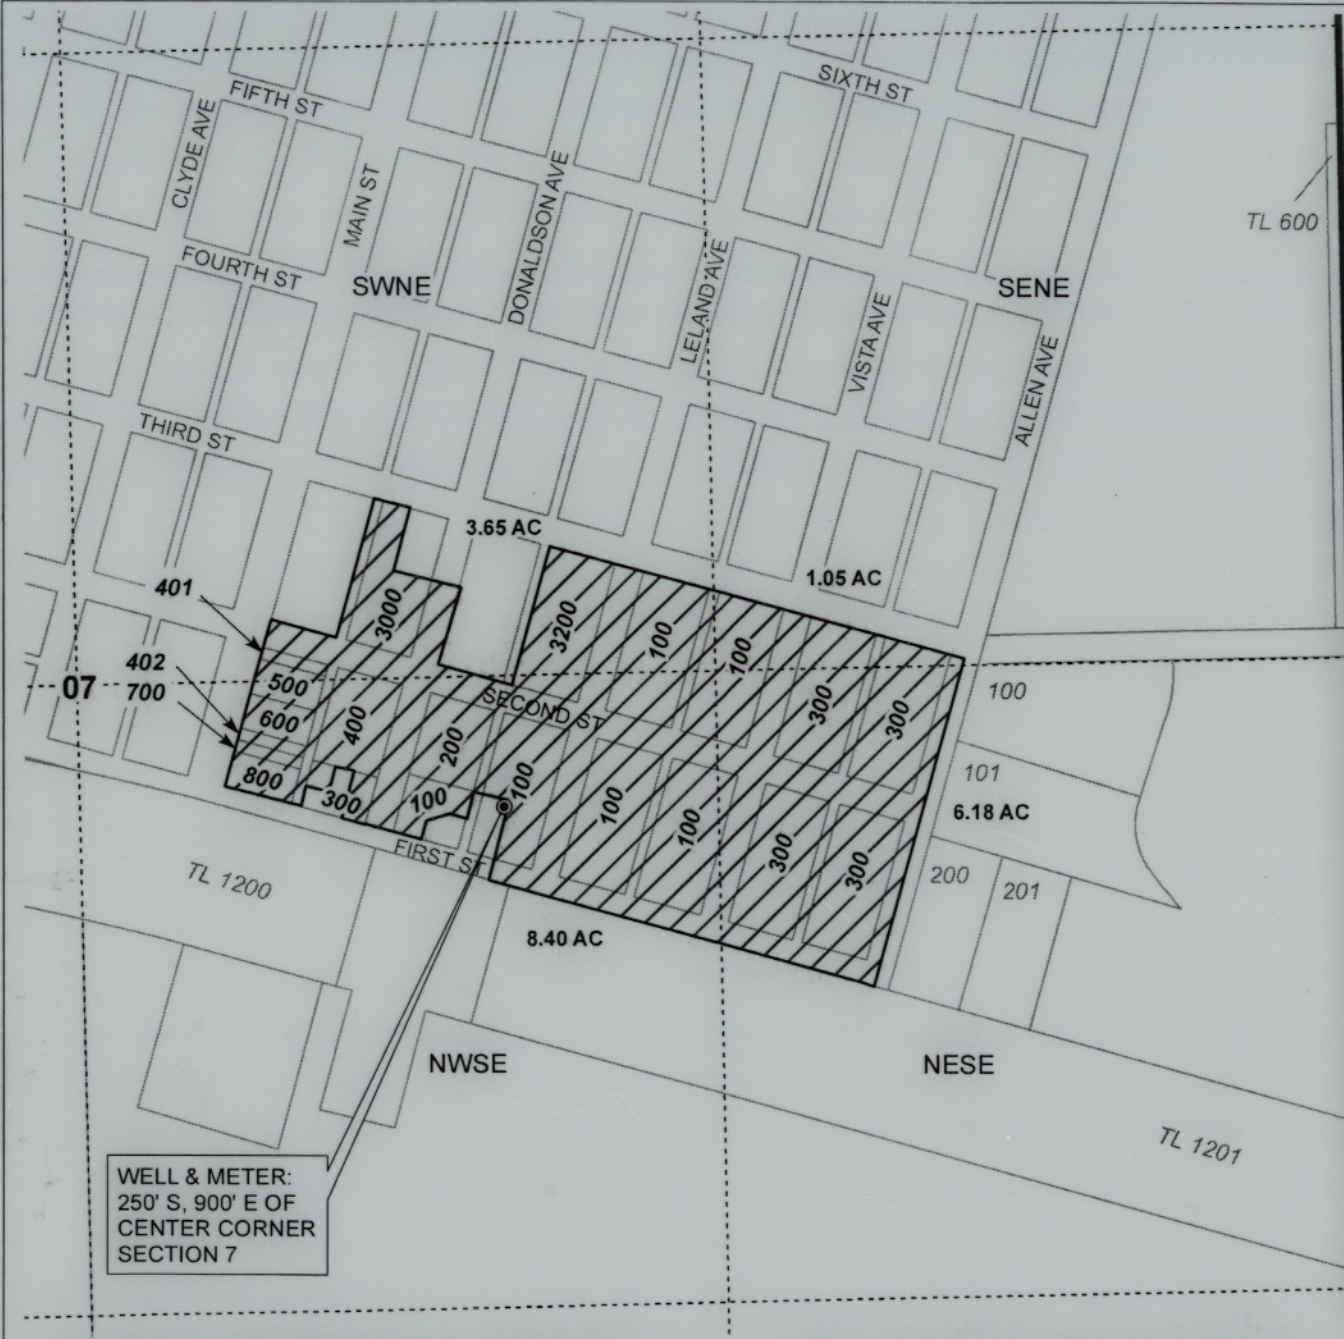 SIXTH ST
FIFTH ST
CLYDE AVE
MAIN ST
DONALDSON AVE
TL 600
FOURTH ST
SWNE
LELAND AVE
SENE
VISTA AVE
ALLEN AVE
THIRD ST
3.65 AC
1.05 AC
401
3000
3200
100
100
402
07
700
500
SECOND ST
300
300
100
600
400
200
101
800
300
100
100
100
100
300
300
6.18 AC
FIRST ST
200
201
TL 1200
8.40 AC
NWSE
NESE
TL 1201
WELL & METER:
250' S, 900' E OF
CENTER CORNER
SECTION 7